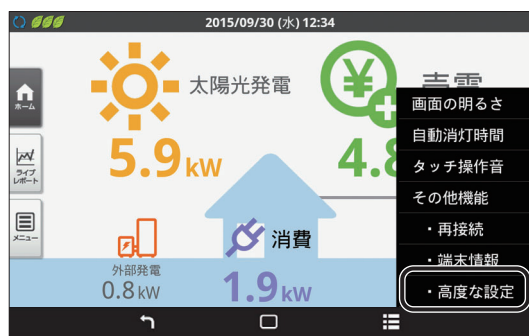 2015/09/30 (水) 12:34
ホーム
太陽光発電
5.9kW
¥
売電
4.8
ライブ
レポート
メニュー
外部発電
0.8kW
消費
1.9kW
画面の明るさ
自動消灯時間
タッチ操作音
その他機能
・再接続
・端末情報
・高度な設定